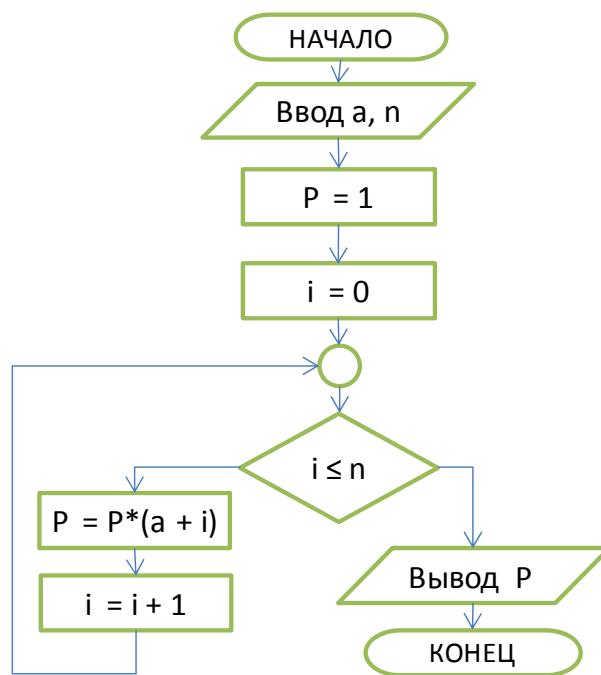 НАЧАЛО
Ввод a, n
P = 1
i = 0
i ≤ n
P = P*(a + i)
i = i + 1
Вывод P
КОНЕЦ